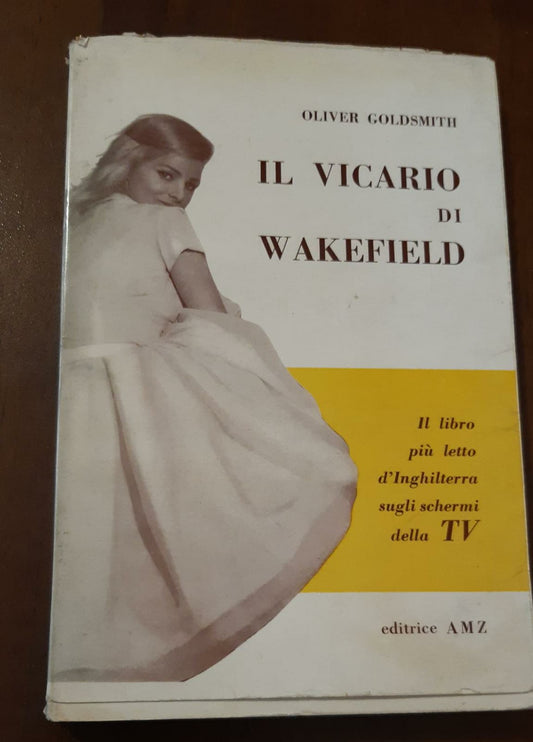 OLIVER GOLDSMITH
IL VICARIO
DI
WAKEFIELD
Il libro
più letto
d'Inghilterra
sugli schermi
della TV
editrice AMZ